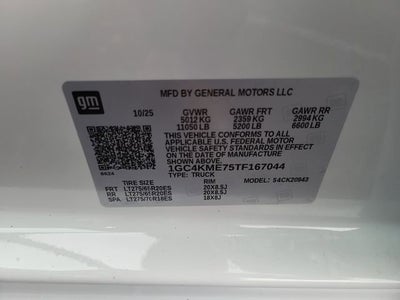 gm
MFD BY GENERAL MOTORS LLC
10/25 GVWR GAWR FRT GAWR RR
5012 KG 2359 KG 2994 KG
11050 LB 5200 LB 6600 LB
THIS VEHICLE CONFORMS TO ALL
APPLICABLE U.S. FEDERAL MOTOR
VEHICLE SAFETY STANDARDS IN EFFECT
ON THE DATE OF MANUFACTURE SHOWN ABOVE.
1GC4KME75TF167044
TYPE: TRUCK MODEL: S4CK20943
TIRE SIZE RIM
FRT LT275/65R20ES 20X8.5J
RR LT275/65R20ES 20X8.5J
SPA LT275/70R18ES 18X8J